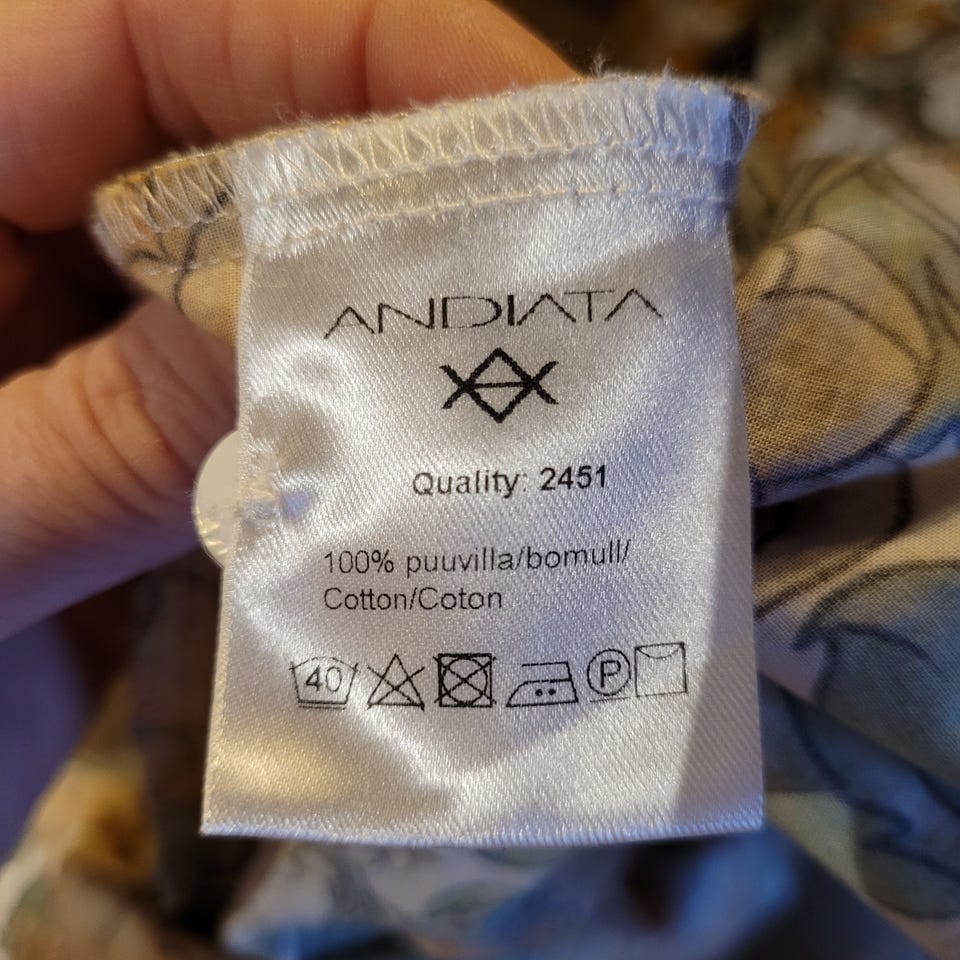 ANDIATA
Quality: 2451
100% puuvilla/bomull/
Cotton/Coton
40 P